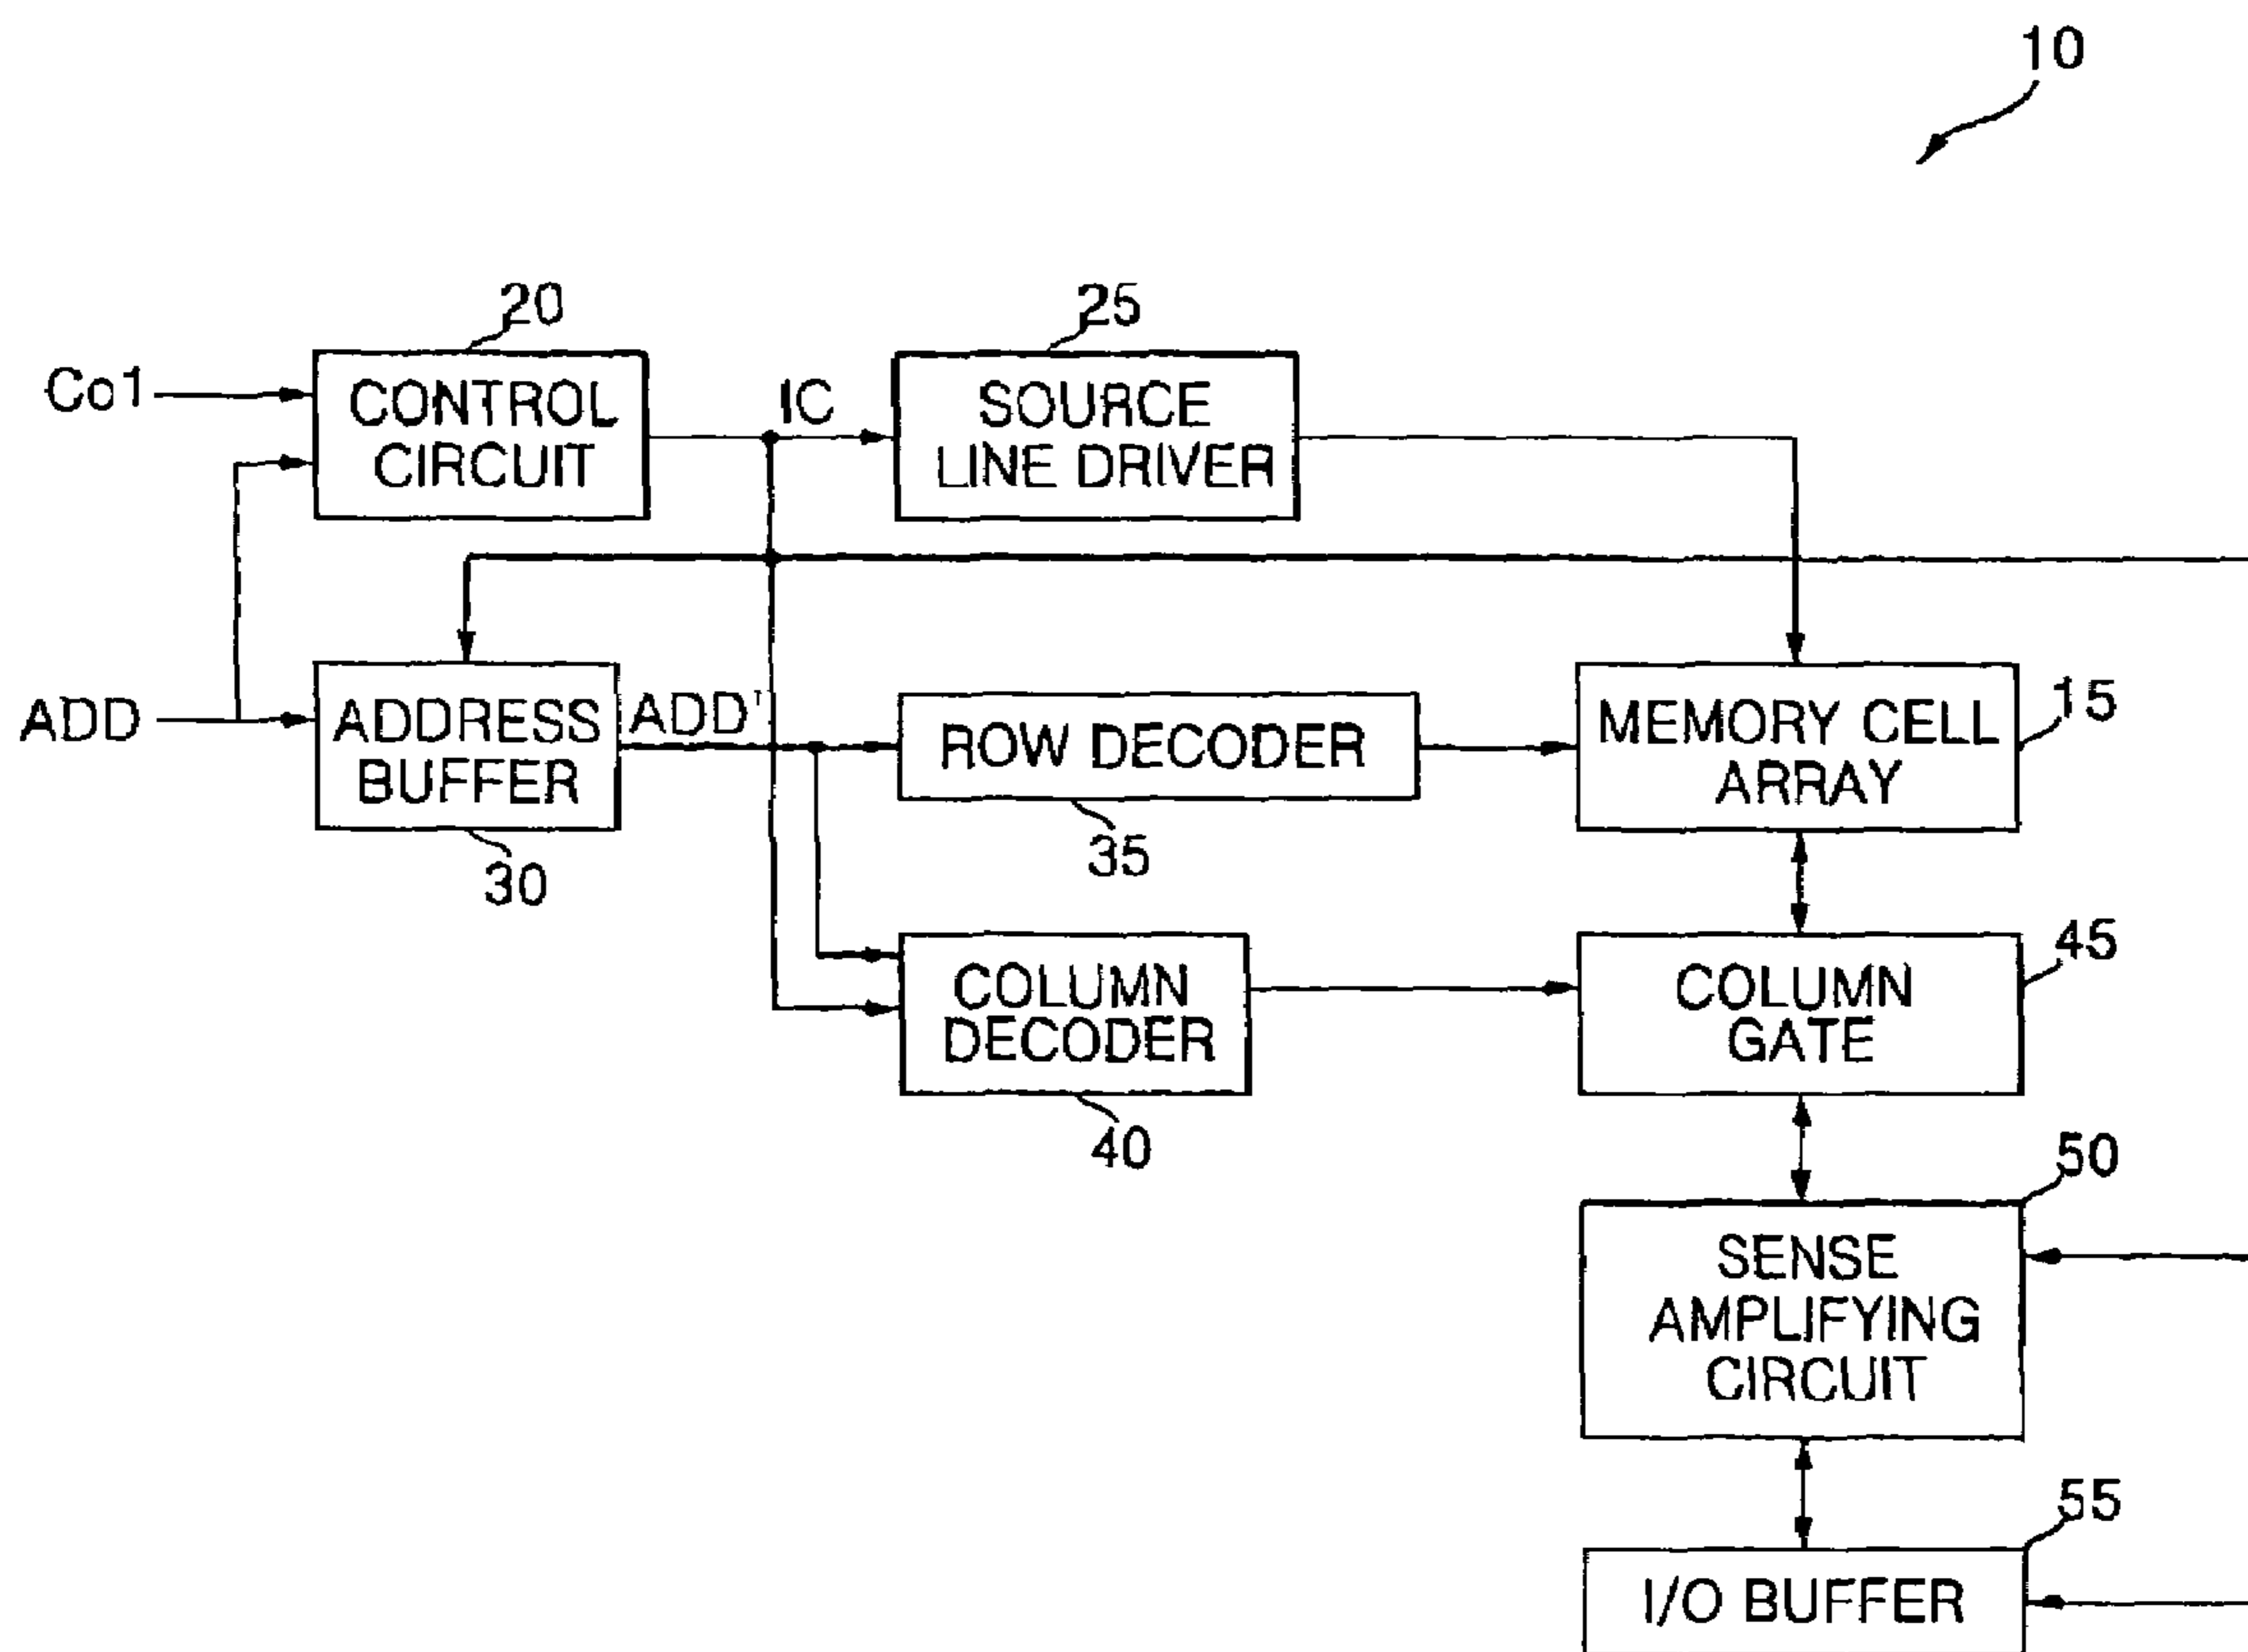 10
20
25
Co1
CONTROL
CIRCUIT
IC
SOURCE
LINE DRIVER
ADD
ADDRESS
BUFFER
30
ADD'
ROW DECODER
35
MEMORY CELL
ARRAY
15
COLUMN
DECODER
40
COLUMN
GATE
45
50
SENSE
AMPLIFYING
CIRCUIT
55
I/O BUFFER